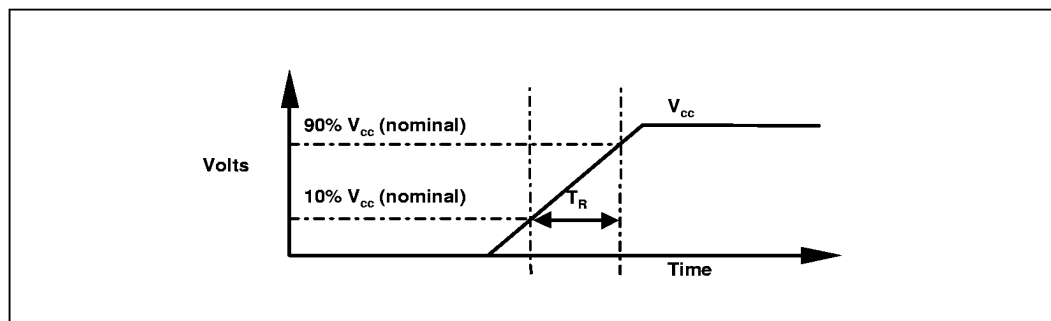 V_cc
90% V_cc (nominal)
Volts
10% V_cc (nominal)
T_R
Time